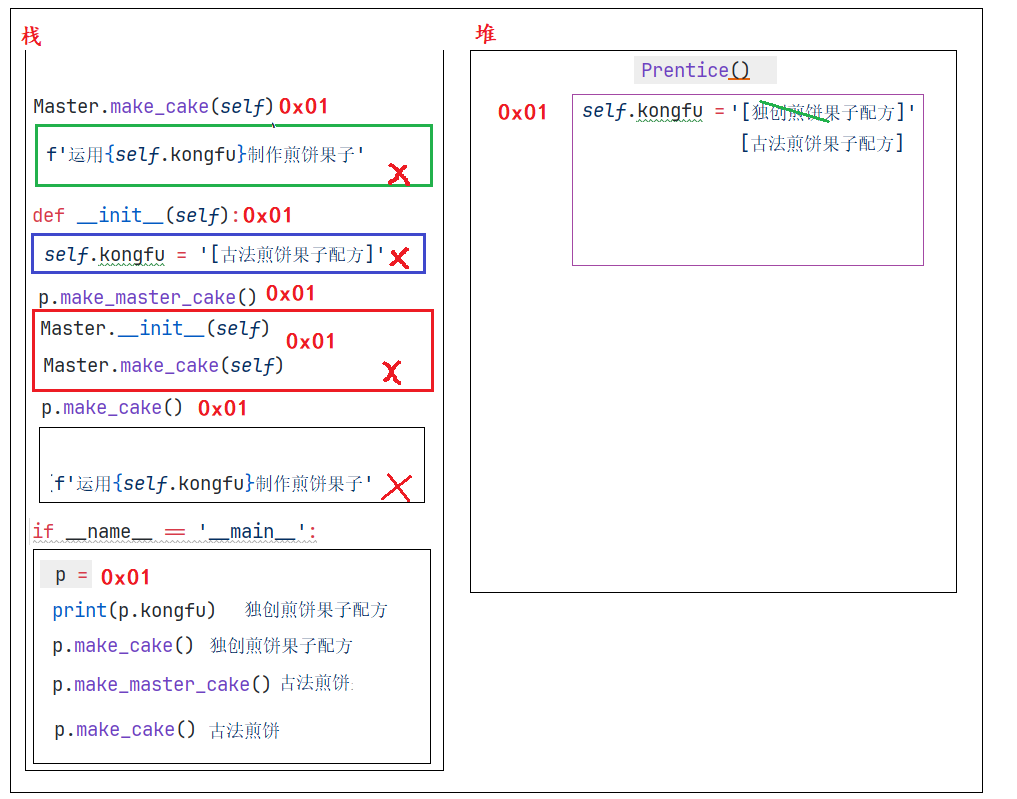 栈
Master.make_cake(self) 0x01
f'运用{self.kongfu}制作煎饼果子'
def __init__(self): 0x01
self.kongfu = '[古法煎饼果子配方]'
p.make_master_cake() 0x01
Master.__init__(self)
0x01
Master.make_cake(self)
p.make_cake() 0x01
f'运用{self.kongfu}制作煎饼果子'
if __name__ == '__main__':
p = 0x01
print(p.kongfu) 独创煎饼果子配方
p.make_cake() 独创煎饼果子配方
p.make_master_cake() 古法煎饼
p.make_cake() 古法煎饼
堆
Prentice()
0x01
self.kongfu = '[独创煎饼果子配方]'
[古法煎饼果子配方]